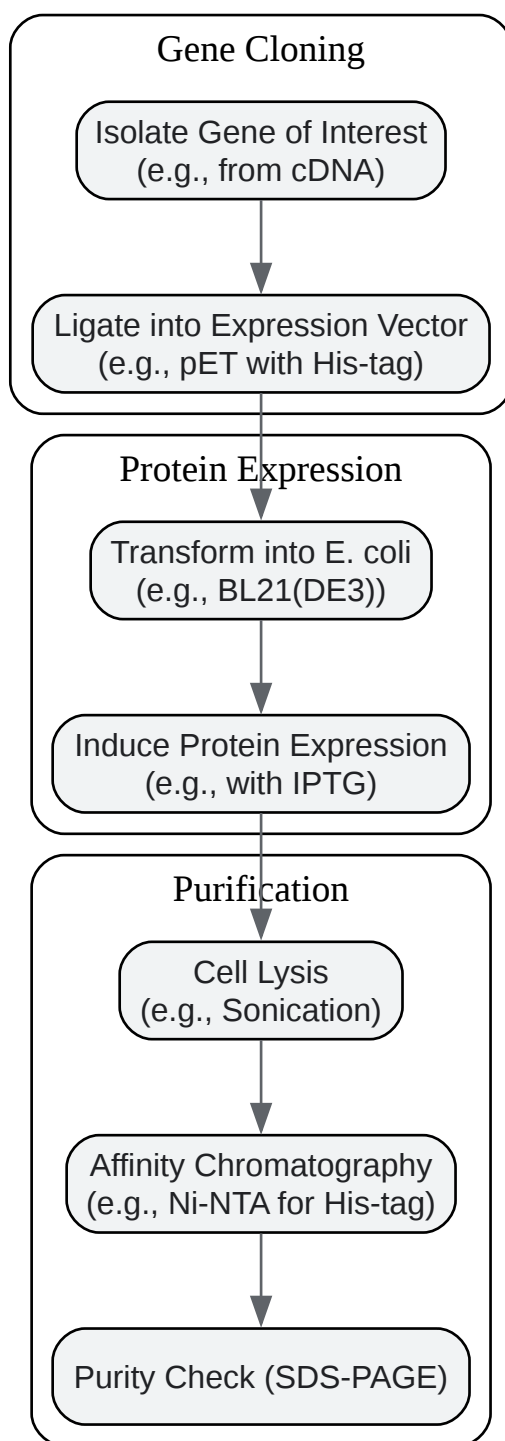 Gene Cloning
Isolate Gene of Interest
(e.g., from cDNA)
Ligate into Expression Vector
(e.g., pET with His-tag)
Protein Expression
Transform into E. coli
(e.g., BL21(DE3))
Induce Protein Expression
(e.g., with IPTG)
Purification
Cell Lysis
(e.g., Sonication)
Affinity Chromatography
(e.g., Ni-NTA for His-tag)
Purity Check (SDS-PAGE)